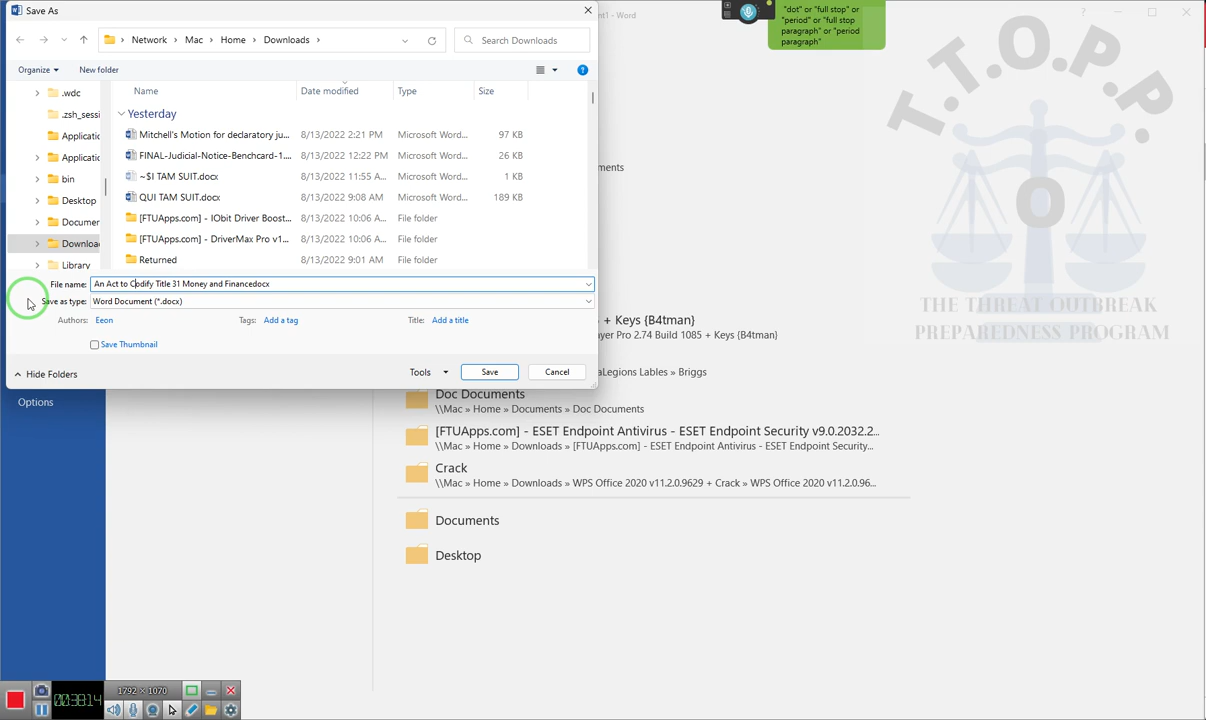 Save As
nt1 - Word
"dot" or "full stop" or
"period" or "full stop
paragraph" or "period
paragraph"
Network > Mac > Home > Downloads >
Search Downloads
Organize
New folder
Name
Date modified
Type
Size
.wdc
.zsh_sessi
Applicatic
Applicatic
bin
Desktop
Documer
Downloa
Library
Yesterday
Mitchell's Motion for declaratory ju... 8/13/2022 2:21 PM Microsoft Word... 97 KB
FINAL-Judicial-Notice-Benchcard-1.... 8/13/2022 12:22 PM Microsoft Word... 26 KB
~$I TAM SUIT.docx 8/13/2022 11:55 A... Microsoft Word... 1 KB
QUI TAM SUIT.docx 8/13/2022 9:08 AM Microsoft Word... 189 KB
[FTUApps.com] - IObit Driver Boost... 8/13/2022 10:06 A... File folder
[FTUApps.com] - DriverMax Pro v1... 8/13/2022 10:06 A... File folder
Returned 8/13/2022 9:01 AM File folder
File name: An Act to Codify Title 31 Money and Financedocx
Save as type: Word Document (*.docx)
Authors: Eeon
Tags: Add a tag
Title: Add a title
Save Thumbnail
Hide Folders
Tools
Save
Cancel
Options
ments
+ Keys {B4tman}
ayer Pro 2.74 Build 1085 + Keys {B4tman}
aLegions Lables » Briggs
Doc Documents
\\Mac » Home » Documents » Doc Documents
[FTUApps.com] - ESET Endpoint Antivirus - ESET Endpoint Security v9.0.2032.2...
\\Mac » Home » Downloads » [FTUApps.com] - ESET Endpoint Antivirus - ESET Endpoint Security...
Crack
\\Mac » Home » Downloads » WPS Office 2020 v11.2.0.9629 + Crack » WPS Office 2020 v11.2.0.96...
Documents
Desktop
T.T.O.P.P.
THE THREAT OUTBREAK
PREPAREDNESS PROGRAM
00:38:14
1792 × 1070